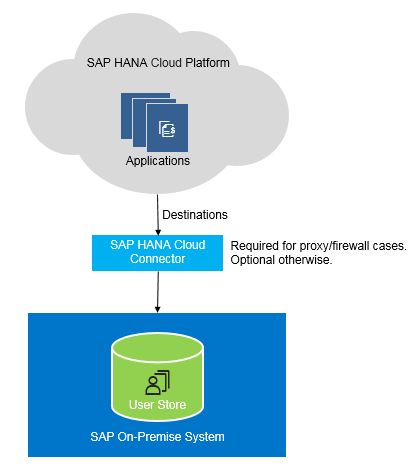 SAP HANA Cloud Platform
Applications
Destinations
SAP HANA Cloud
Connector
Required for proxy/firewall cases.
Optional otherwise.
User Store
SAP On-Premise System